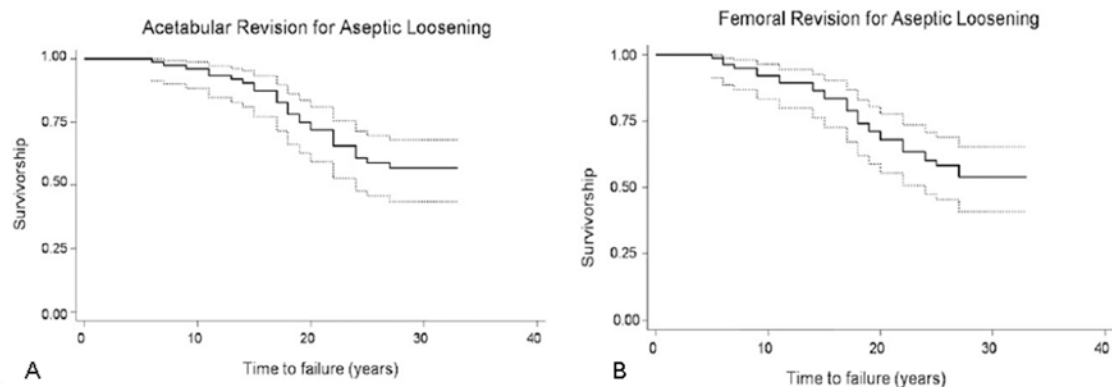 Acetabular Revision for Aseptic Loosening
1.00
0.75
0.50
0.25
0.00
Survivorship
0 10 20 30 40
Time to failure (years)
A
Femoral Revision for Aseptic Loosening
1.00
0.75
0.50
0.25
0.00
Survivorship
0 10 20 30 40
Time to failure (years)
B